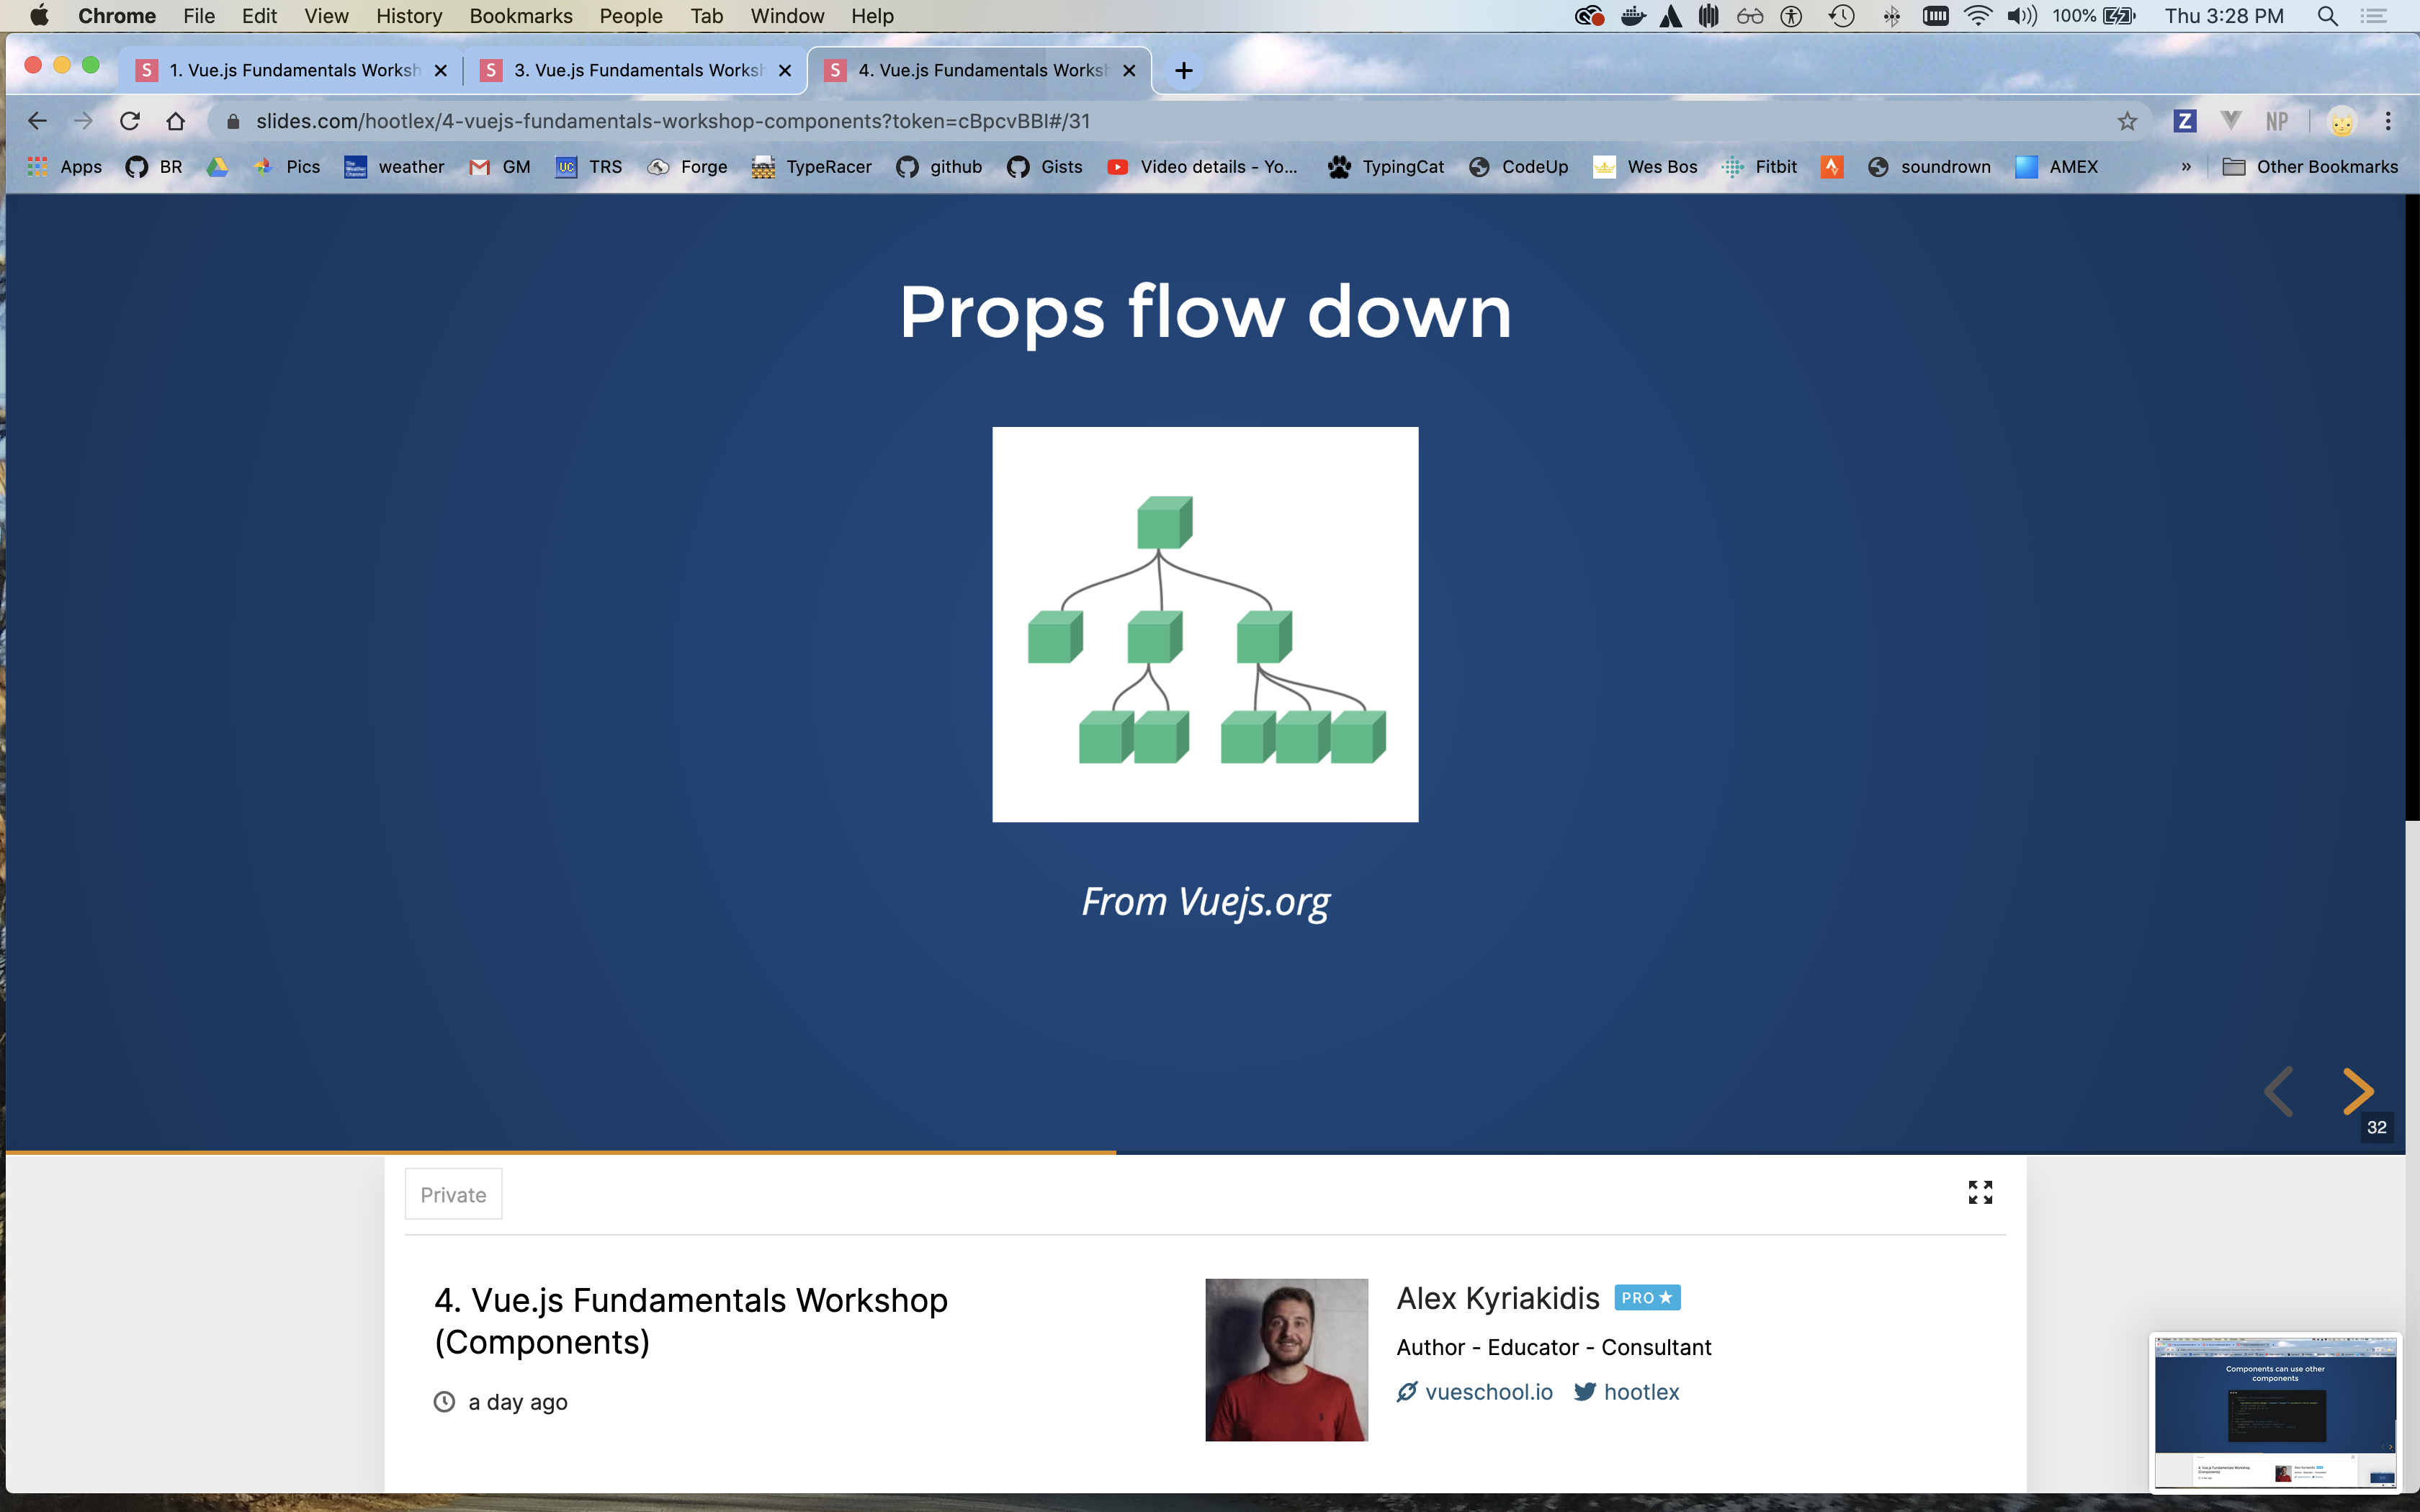 Chrome File Edit View History Bookmarks People Tab Window Help 100% Thu 3:28 PM
S 1. Vue.js Fundamentals Worksh S 3. Vue.js Fundamentals Worksh S 4. Vue.js Fundamentals Worksh
slides.com/hootlex/4-vuejs-fundamentals-workshop-components?token=cBpcvBBI#/31 Z NP
Apps BR Pics weather GM UC TRS Forge TypeRacer github Gists Video details - Yo... TypingCat CodeUp Wes Bos Fitbit soundrown AMEX » Other Bookmarks
Props flow down
From Vuejs.org
32
Private
4. Vue.js Fundamentals Workshop
(Components)
a day ago
Alex Kyriakidis PRO
Author - Educator - Consultant
vueschool.io hootlex
Components can use other
components